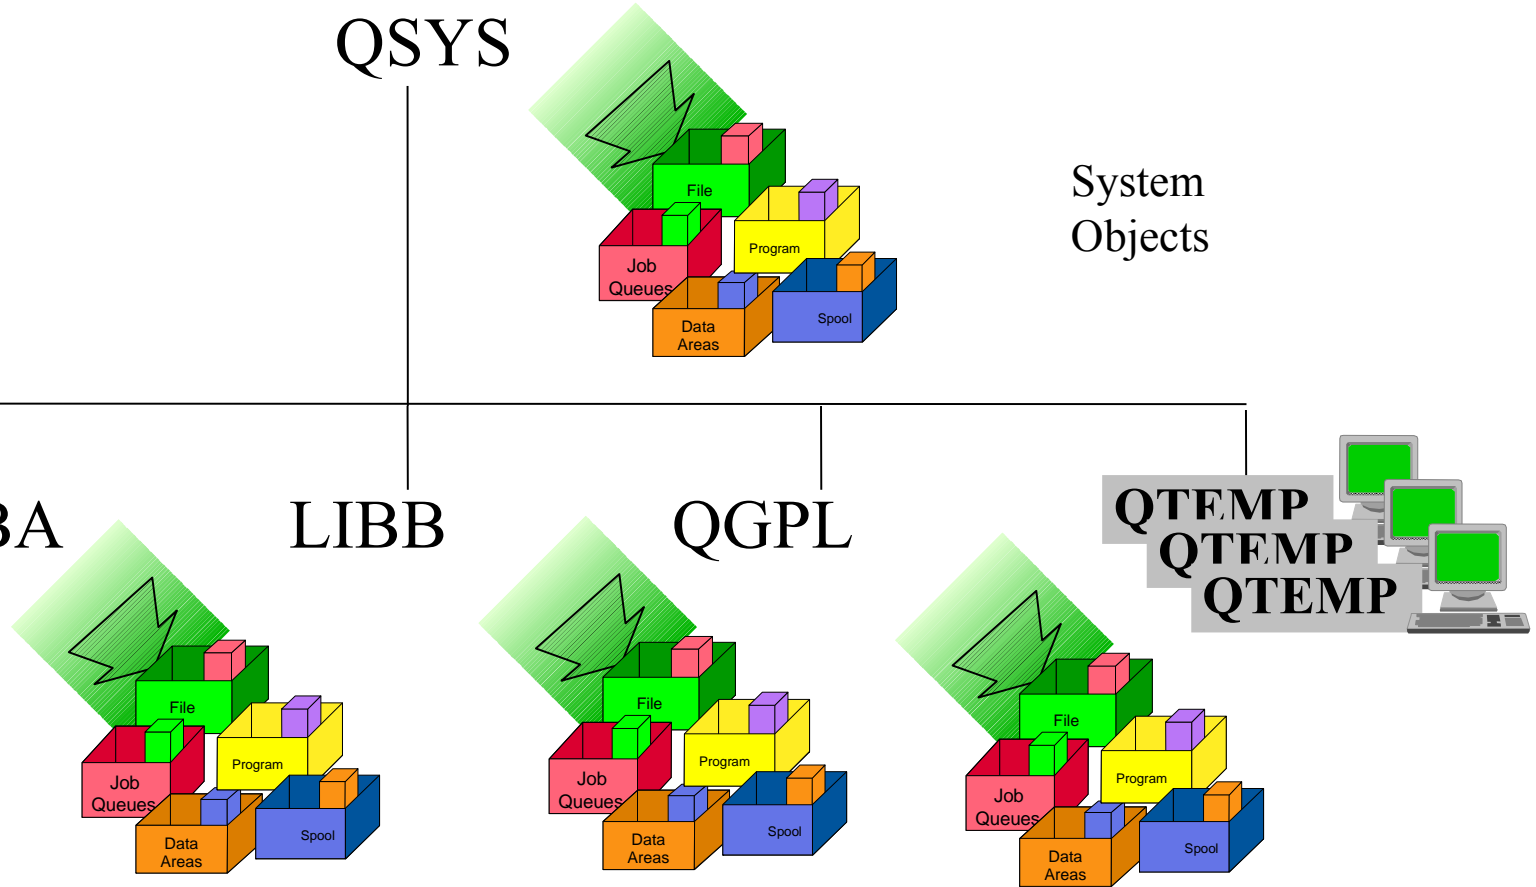 QSYS
File
Program
Job
Queues
Data
Areas
Spool
System
Objects
BA
LIBB
QGPL
QTEMP
QTEMP
QTEMP
File
Program
Job
Queues
Data
Areas
Spool
File
Program
Job
Queues
Data
Areas
Spool
File
Program
Job
Queues
Data
Areas
Spool